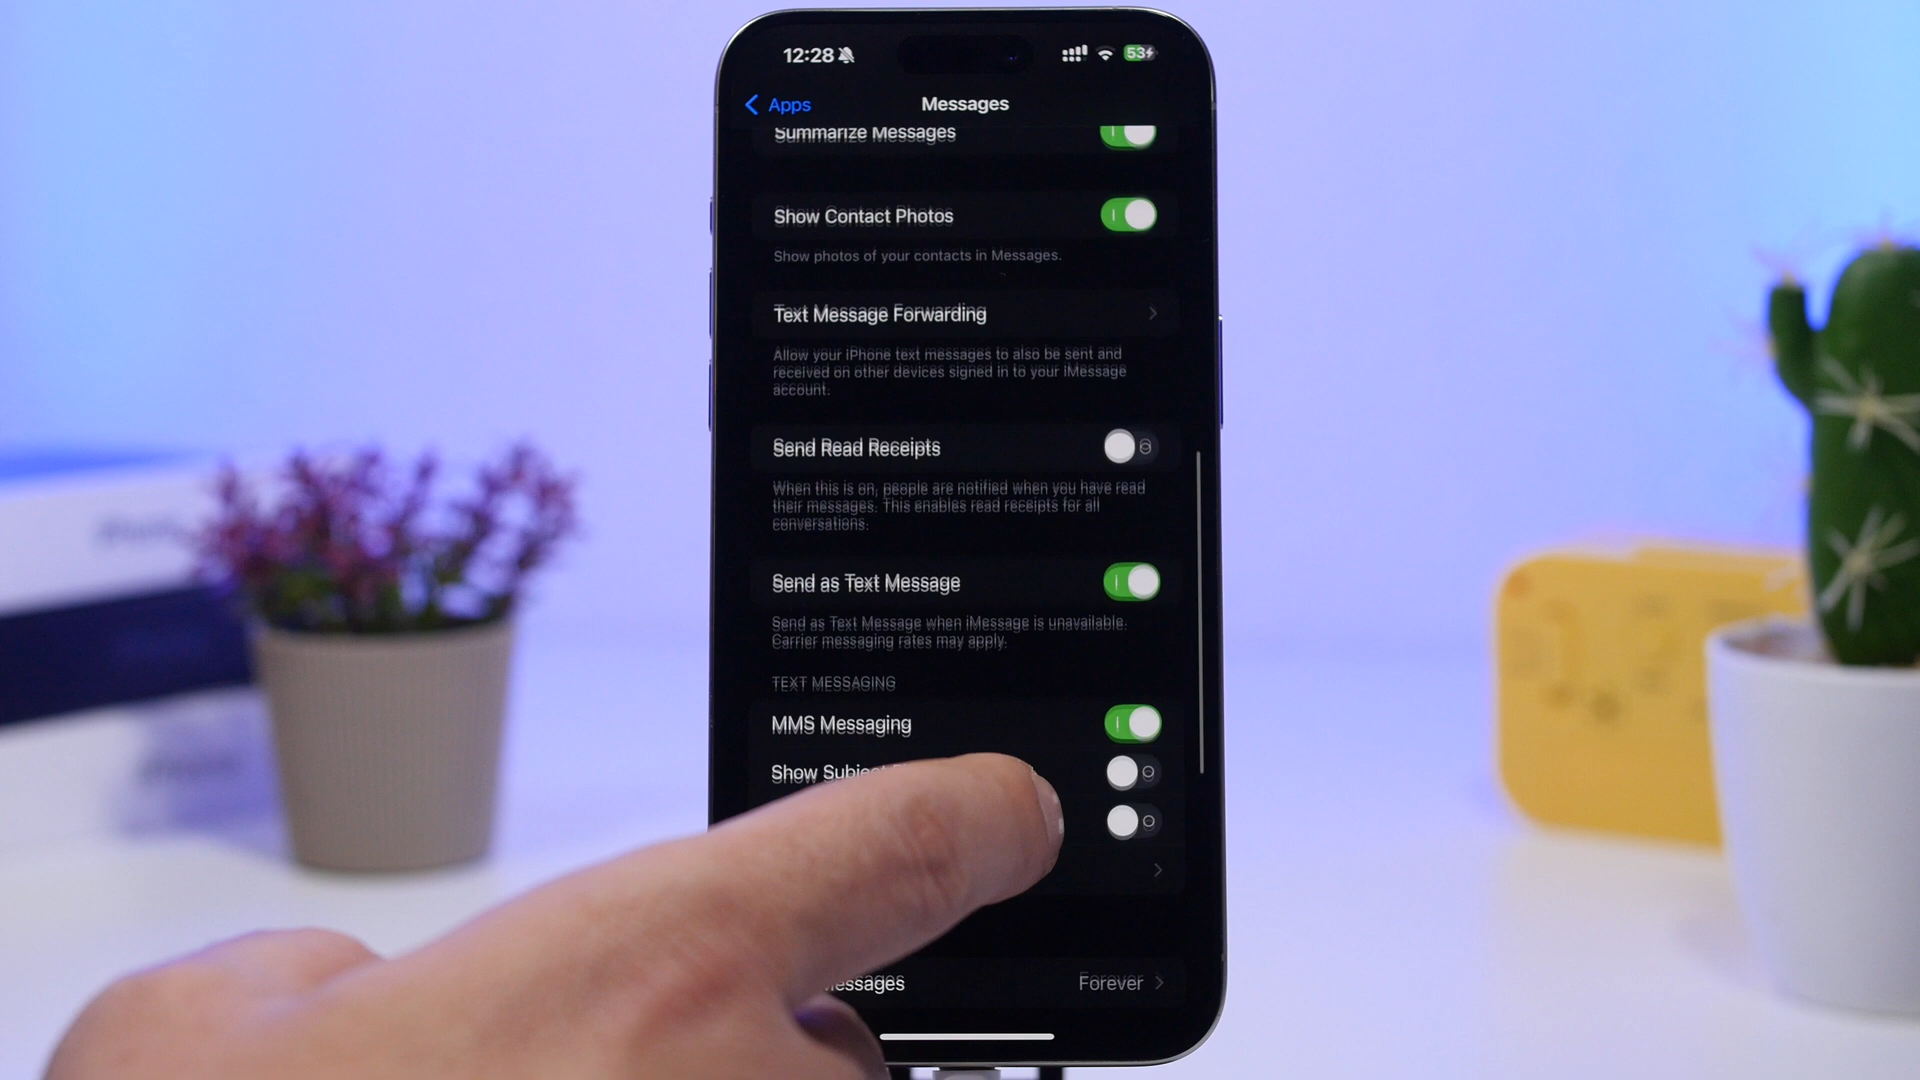 12:28
53
Apps
Messages
Summarize Messages
Show Contact Photos
Show photos of your contacts in Messages.
Text Message Forwarding
Allow your iPhone text messages to also be sent and
received on other devices signed in to your iMessage
account.
Send Read Receipts
When this is on, people are notified when you have read
their messages. This enables read receipts for all
conversations.
Send as Text Message
Send as Text Message when iMessage is unavailable.
Carrier messaging rates may apply.
TEXT MESSAGING
MMS Messaging
Show Subject
Messages
Forever